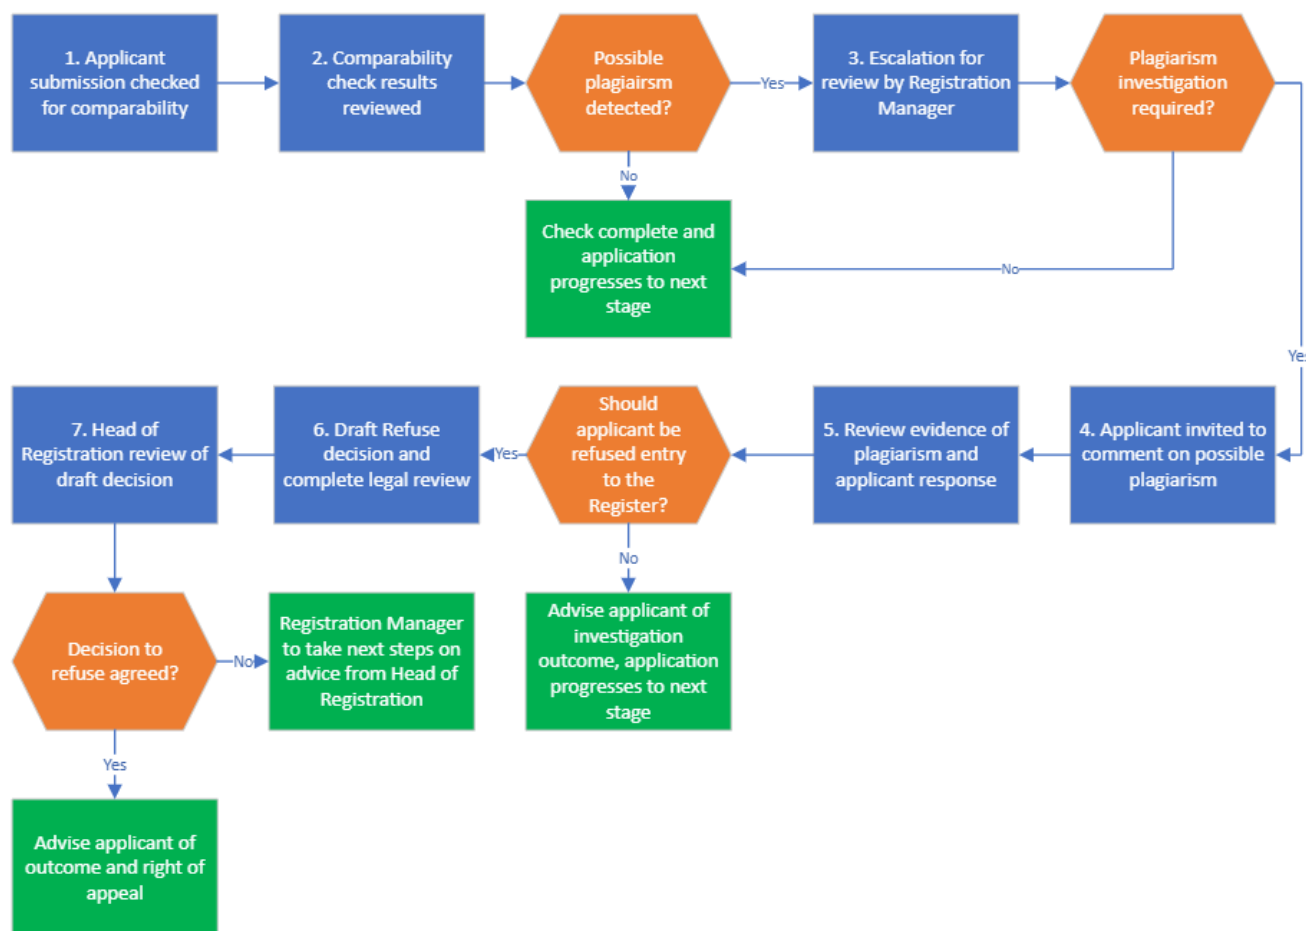 1. Applicant
submission checked
for comparability
2. Comparability
check results
reviewed
Possible
plagiairsm
detected?
Yes
3. Escalation for
review by Registration
Manager
Plagiarism
investigation
required?
No
Check complete and
application
progresses to next
stage
No
Yes
7. Head of
Registration review of
draft decision
6. Draft Refuse
decision and
complete legal review
Yes
Should
applicant be
refused entry
to the
Register?
5. Review evidence of
plagiarism and
applicant response
4. Applicant invited to
comment on possible
plagiarism
No
Decision to
refuse agreed?
No
Registration Manager
to take next steps on
advice from Head of
Registration
Advise applicant of
investigation
outcome, application
progresses to next
stage
Yes
Advise applicant of
outcome and right of
appeal